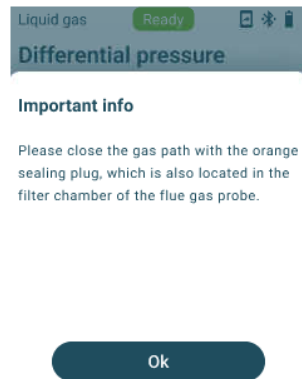 Liquid gas Ready
Differential pressure
Important info
Please close the gas path with the orange
sealing plug, which is also located in the
filter chamber of the flue gas probe.
Ok